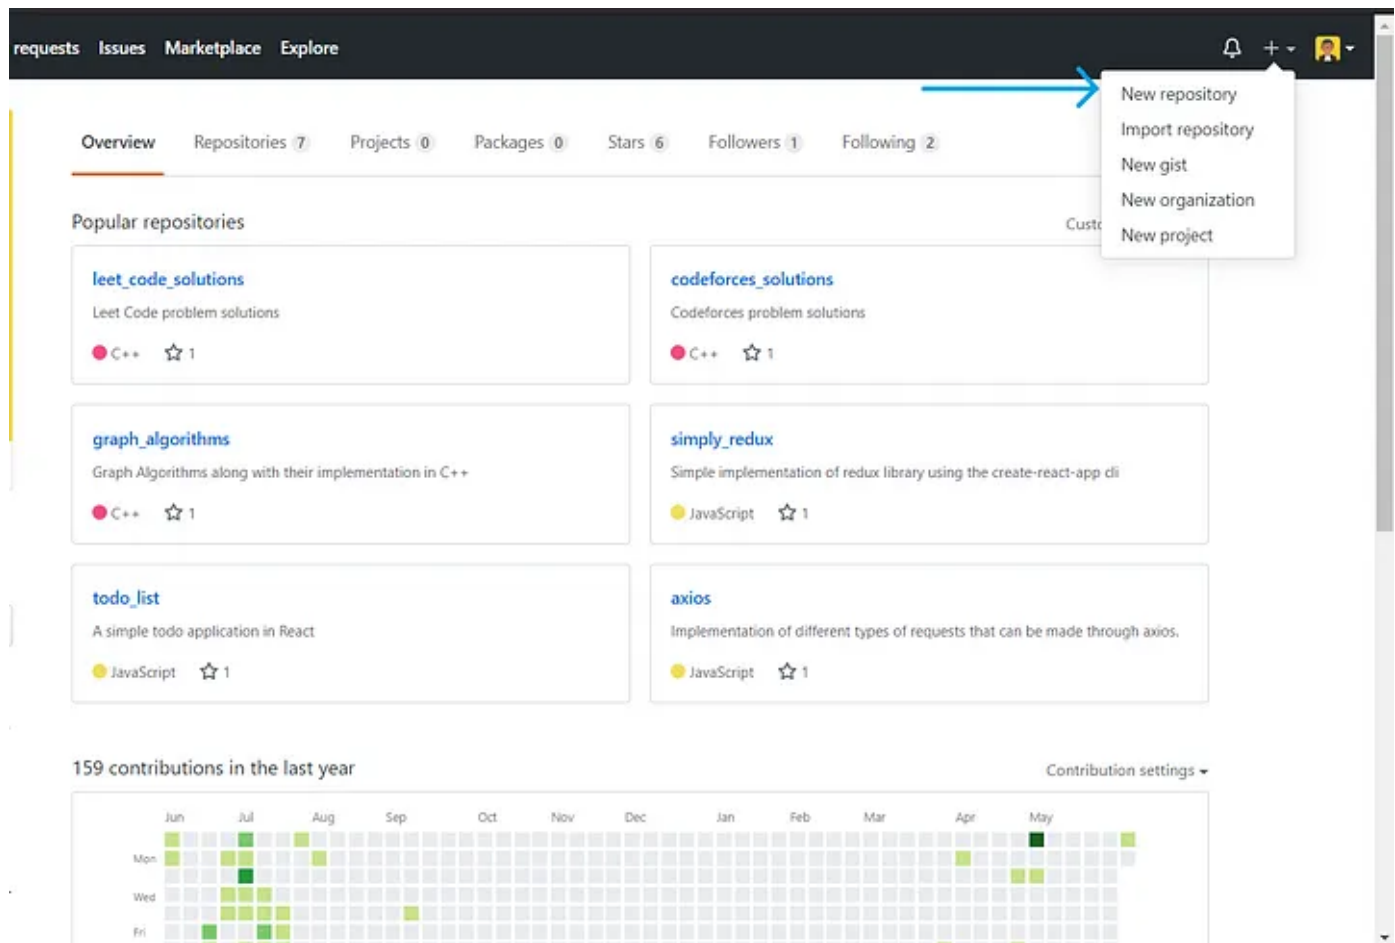 requests Issues Marketplace Explore
New repository
Import repository
New gist
New organization
New project
Overview Repositories 7 Projects 0 Packages 0 Stars 6 Followers 1 Following 2
Popular repositories
Custo
leet_code_solutions
Leet Code problem solutions
C++ 1
codeforces_solutions
Codeforces problem solutions
C++ 1
graph_algorithms
Graph Algorithms along with their implementation in C++
C++ 1
simply_redux
Simple implementation of redux library using the create-react-app cli
JavaScript 1
todo_list
A simple todo application in React
JavaScript 1
axios
Implementation of different types of requests that can be made through axios.
JavaScript 1
159 contributions in the last year
Contribution settings
Jun Jul Aug Sep Oct Nov Dec Jan Feb Mar Apr May
Mon
Wed
Fri